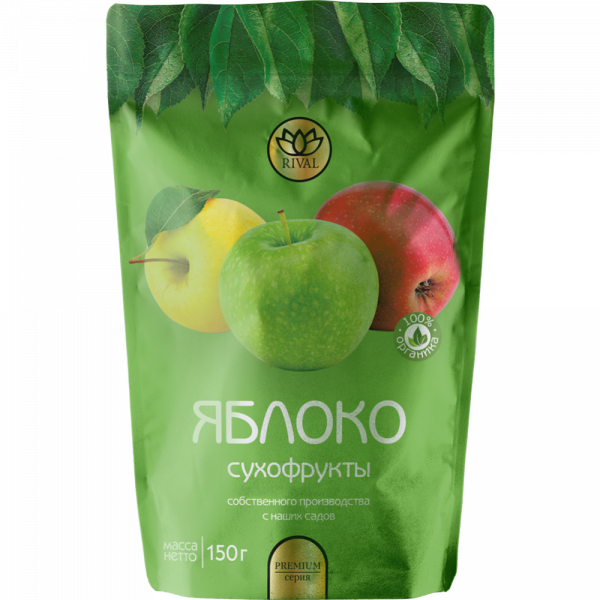 RIVAL
100%
органика
ЯБЛОКО
сухофрукты
собственного производства
с наших садов
масса
нетто
150г
PREMIUM
серия